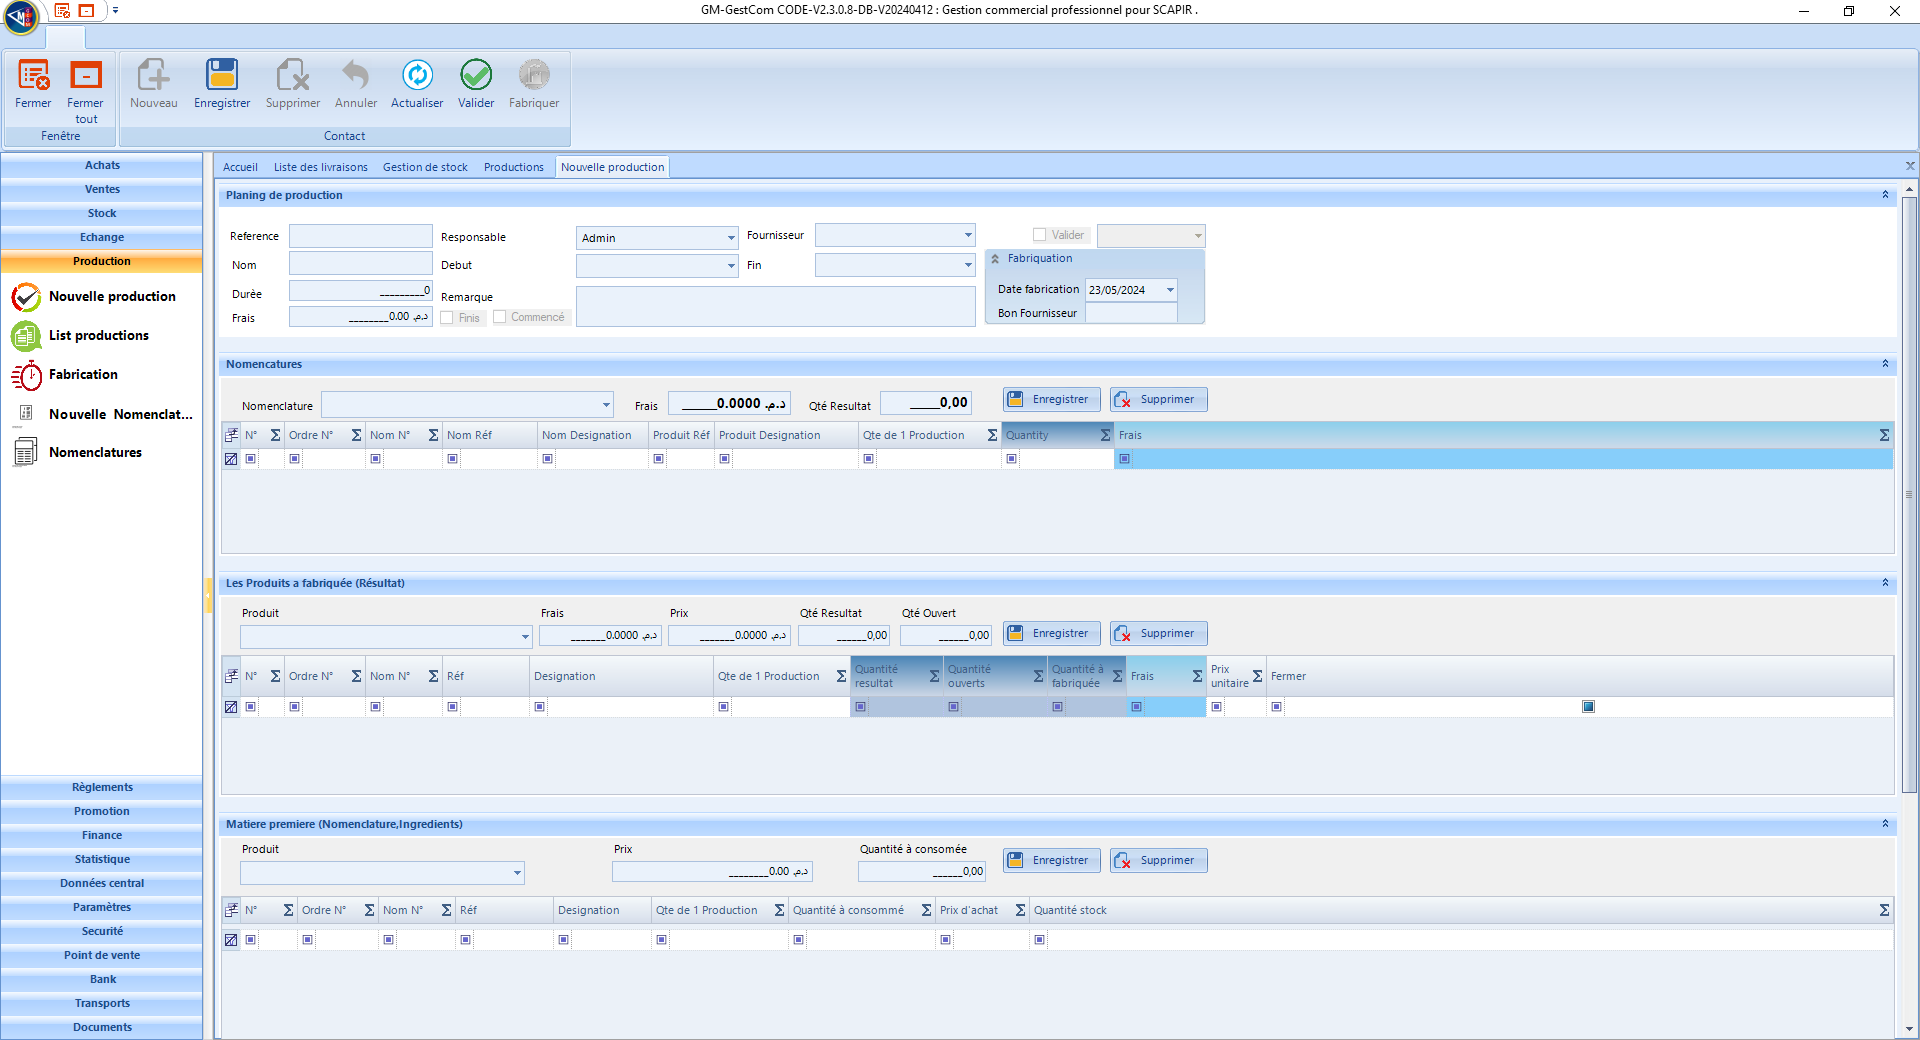 GM-GestCom CODE-V2.3.0.8-DB-V20240412 : Gestion commercial professionnel pour SCAPIR .
Fermer
Fermer tout
Fenêtre
Nouveau
Enregistrer
Supprimer
Annuler
Actualiser
Valider
Fabriquer
Contact
Achats
Ventes
Stock
Echange
Production
Nouvelle production
List productions
Fabrication
Nouvelle Nomenclat...
Nomenclatures
Règlements
Promotion
Finance
Statistique
Données central
Paramètres
Securité
Point de vente
Bank
Transports
Documents
Accueil Liste des livraisons Gestion de stock Productions Nouvelle production
Planing de production
Reference Responsable Admin Fournisseur Valider
Nom Debut Fin
Durèe _________0 Remarque
Frais ________0.00 د.م. Finis Commencé
Fabriquation
Date fabrication 23/05/2024
Bon Fournisseur
Nomencatures
Nomenclature Frais ______0.0000 د.م. Qté Resultat _____0,00 Enregistrer Supprimer
N° Ordre N° Nom N° Nom Réf Nom Designation Produit Réf Produit Designation Qte de 1 Production Quantity Frais
Les Produits a fabriquée (Résultat)
Produit Frais Prix Qté Resultat Qté Ouvert
_______0.0000 د.م. _______0.0000 د.م. ______0,00 ______0,00 Enregistrer Supprimer
N° Ordre N° Nom N° Réf Designation Qte de 1 Production Quantité resultat Quantité ouverts Quantité à fabriquée Frais Prix unitaire Fermer
Matiere premiere (Nomenclature,Ingredients)
Produit Prix Quantité à consomée
________0.00 د.م. ______0,00 Enregistrer Supprimer
N° Ordre N° Nom N° Réf Designation Qte de 1 Production Quantité à consommé Prix d'achat Quantité stock